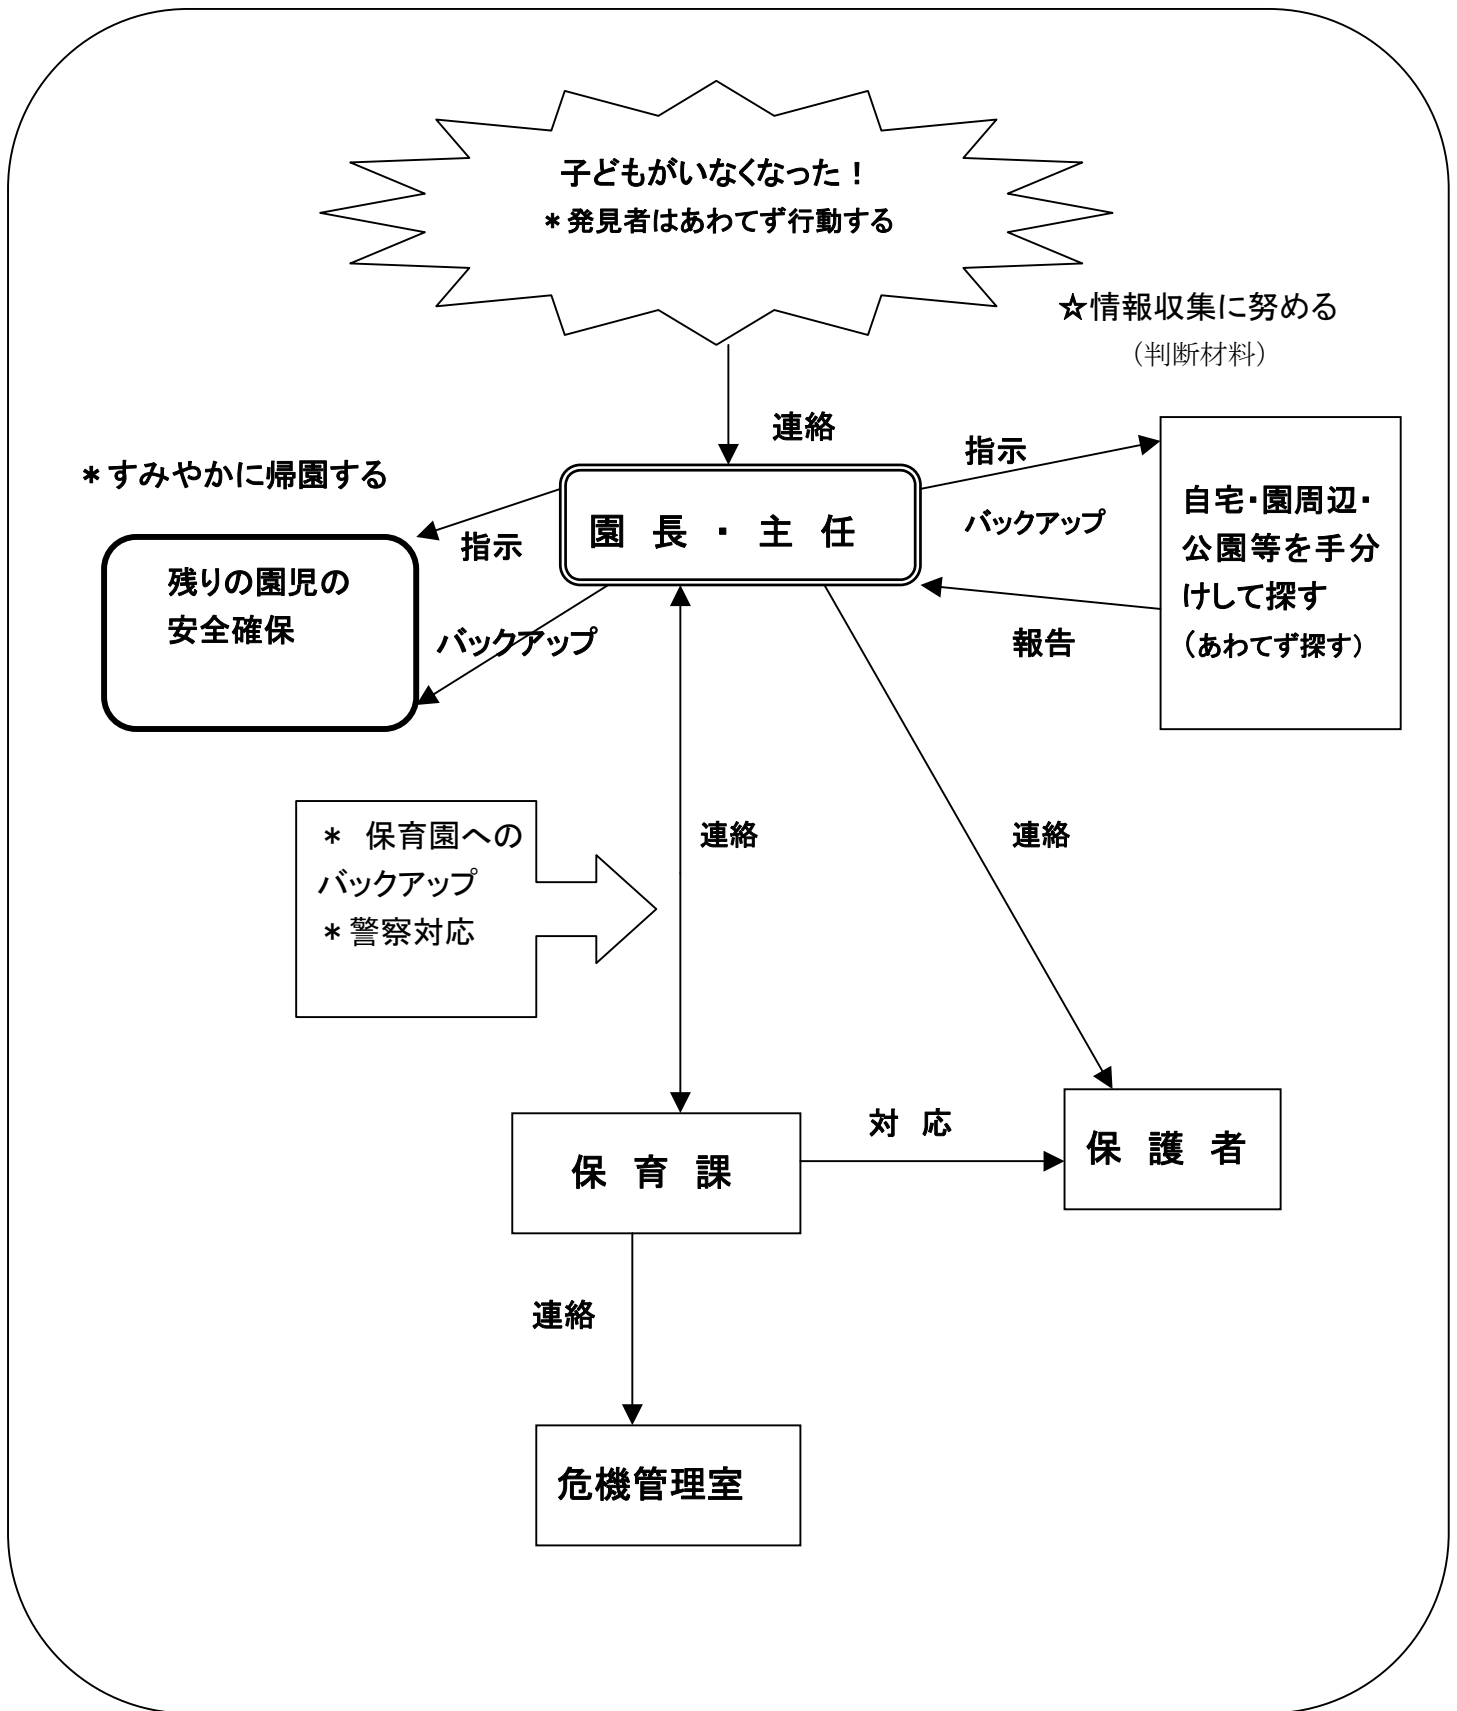 子どもがいなくなった！
＊発見者はあわてず行動する
☆情報収集に努める
（判断材料）
連絡
指示
＊すみやかに帰園する
園　長　・　主　任
バックアップ
指示
自宅・園周辺・
公園等を手分
けして探す
（あわてず探す）
残りの園児の
安全確保
バックアップ
報告
＊　保育園への
バックアップ
＊警察対応
連絡
連絡
対　応
保　育　課
保　護　者
連絡
危機管理室